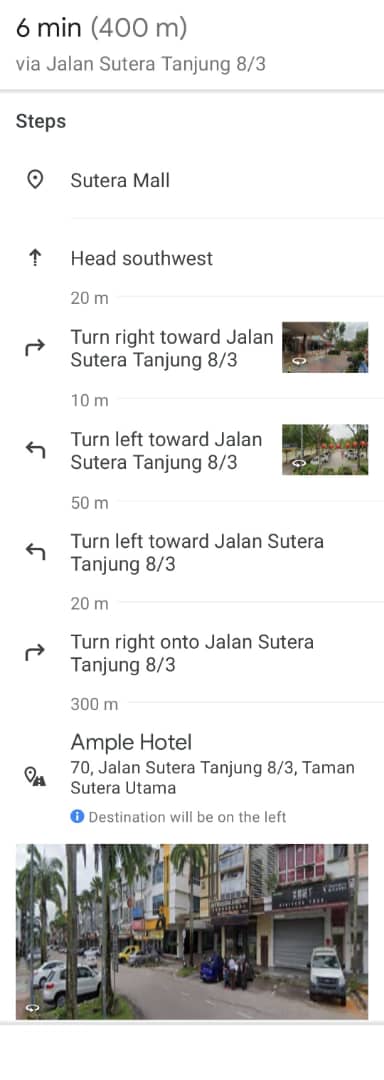 6 min (400 m)
via Jalan Sutera Tanjung 8/3
Steps
Sutera Mall
Head southwest
20 m
Turn right toward Jalan
Sutera Tanjung 8/3
10 m
Turn left toward Jalan
Sutera Tanjung 8/3
50 m
Turn left toward Jalan Sutera
Tanjung 8/3
20 m
Turn right onto Jalan Sutera
Tanjung 8/3
300 m
Ample Hotel
70, Jalan Sutera Tanjung 8/3, Taman
Sutera Utama
Destination will be on the left